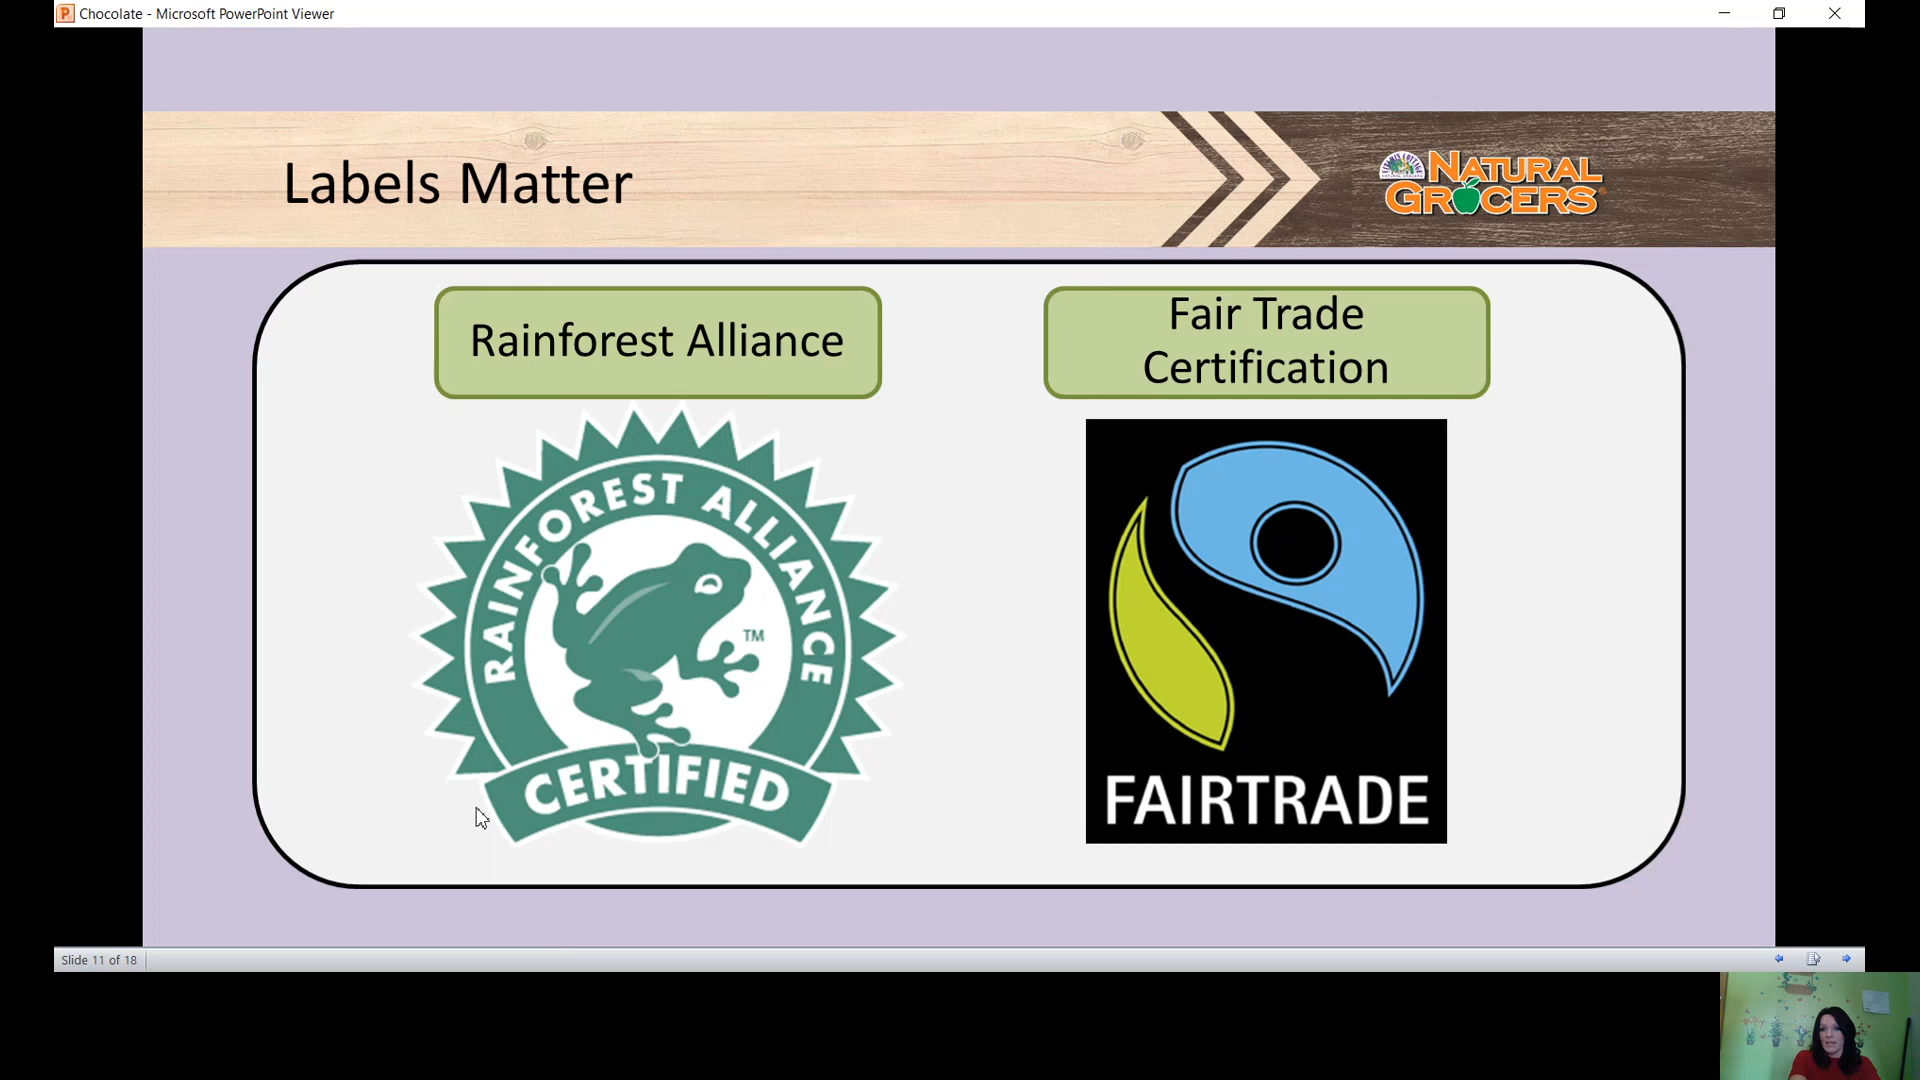 Chocolate - Microsoft PowerPoint Viewer
Labels Matter
NATURAL
GROCERS
Rainforest Alliance
Fair Trade
Certification
RAINFOREST ALLIANCE
TM
CERTIFIED
FAIRTRADE
Slide 11 of 18